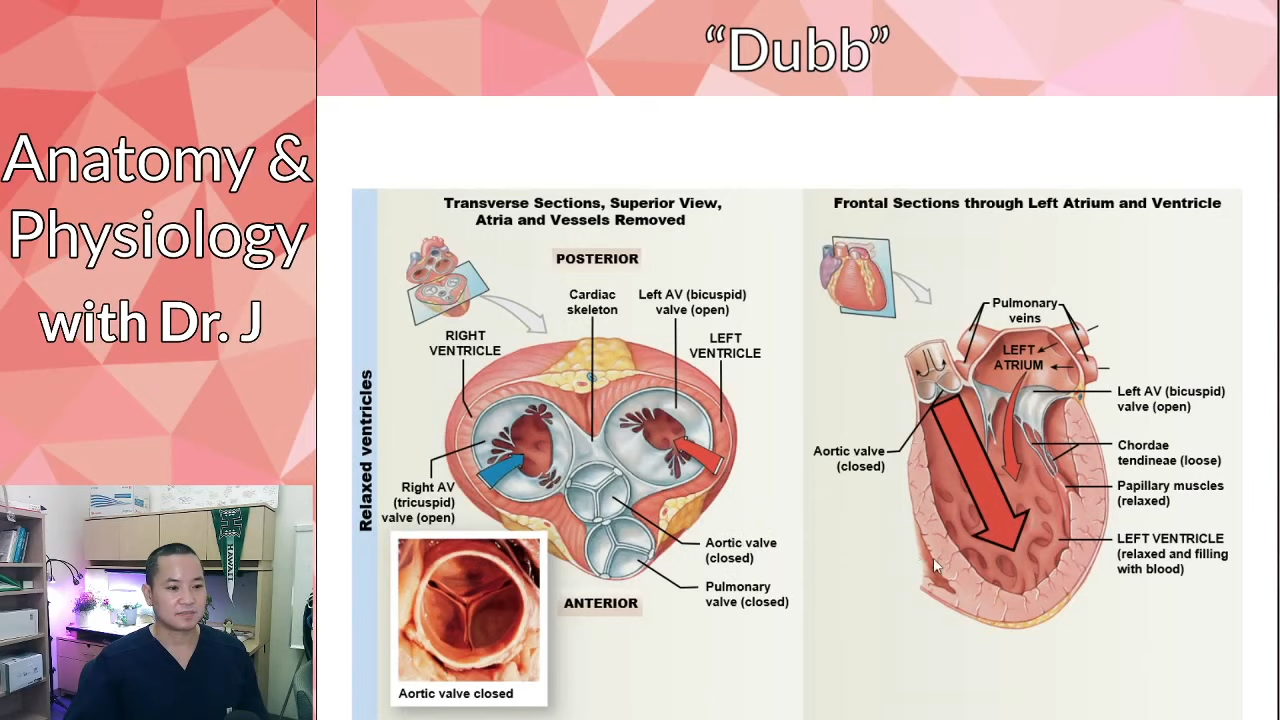 Anatomy &
Physiology
with Dr. J
“Dubb”
Transverse Sections, Superior View,
Atria and Vessels Removed
Frontal Sections through Left Atrium and Ventricle
POSTERIOR
Cardiac
skeleton
Left AV (bicuspid)
valve (open)
RIGHT
VENTRICLE
LEFT
VENTRICLE
Relaxed ventricles
Right AV
(tricuspid)
valve (open)
Aortic valve
(closed)
Pulmonary
valve (closed)
ANTERIOR
Aortic valve closed
Pulmonary
veins
LEFT
ATRIUM
Left AV (bicuspid)
valve (open)
Aortic valve
(closed)
Chordae
tendineae (loose)
Papillary muscles
(relaxed)
LEFT VENTRICLE
(relaxed and filling
with blood)
HAWAII